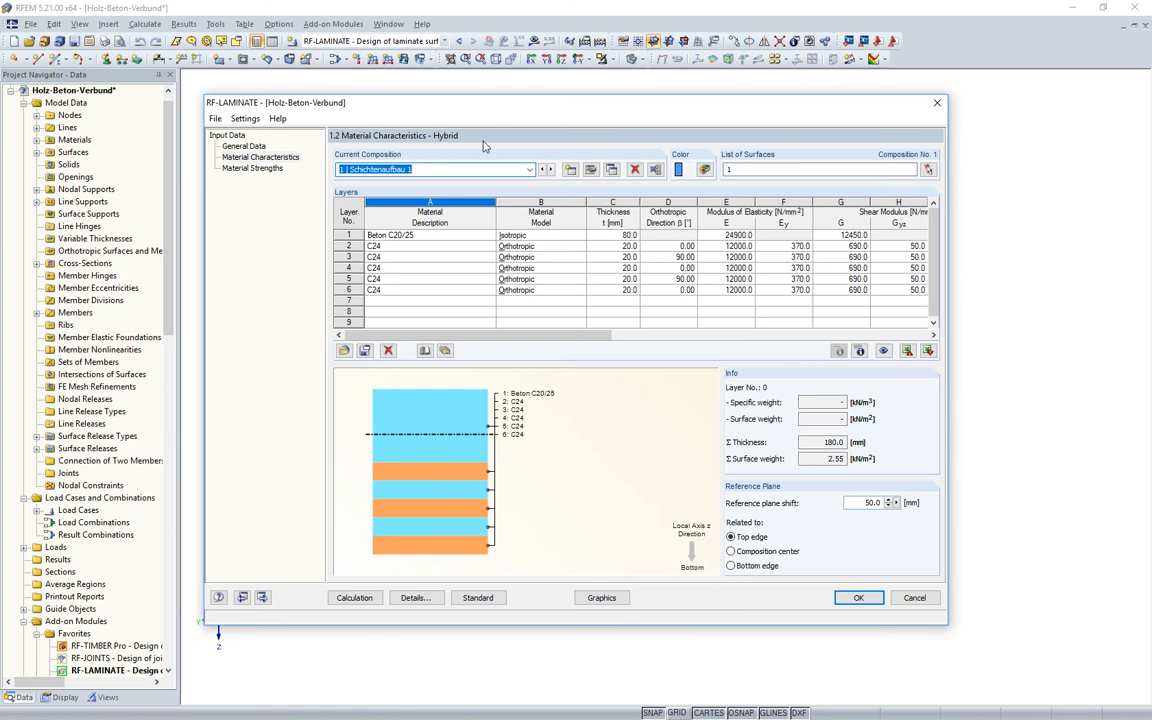 RFEM 5.21.00 x64 - [Holz-Beton-Verbund*]
File Edit View Insert Calculate Results Tools Table Options Add-on Modules Window Help
RF-LAMINATE - Design of laminate surf
Project Navigator - Data
Holz-Beton-Verbund*
Model Data
Nodes
Lines
Materials
Surfaces
Solids
Openings
Nodal Supports
Line Supports
Surface Supports
Line Hinges
Variable Thicknesses
Orthotropic Surfaces and Me
Cross-Sections
Member Hinges
Member Eccentricities
Member Divisions
Members
Ribs
Member Elastic Foundations
Member Nonlinearities
Sets of Members
Intersections of Surfaces
FE Mesh Refinements
Nodal Releases
Line Release Types
Line Releases
Surface Release Types
Surface Releases
Connection of Two Members
Joints
Nodal Constraints
Load Cases and Combinations
Load Cases
Load Combinations
Result Combinations
Loads
Results
Sections
Average Regions
Printout Reports
Guide Objects
Add-on Modules
Favorites
RF-TIMBER Pro - Design o
RF-JOINTS - Design of joi
RF-LAMINATE - Design o
Data Display Views
RF-LAMINATE - [Holz-Beton-Verbund]
File Settings Help
Input Data
General Data
Material Characteristics
Material Strengths
1.2 Material Characteristics - Hybrid
Current Composition Color List of Surfaces Composition No. 1
1 | Schichtenaufbau 1 1
Layers
A B C D E F G H
Layer Material Material Thickness Orthotropic Modulus of Elasticity [N/mm2] Shear Modulus [N/mm
No. Description Model t [mm] Direction β [°] E Ey G Gyz
1 Beton C20/25 Isotropic 80.0 24900.0 12450.0
2 C24 Orthotropic 20.0 0.00 12000.0 370.0 690.0 50.0
3 C24 Orthotropic 20.0 90.00 12000.0 370.0 690.0 50.0
4 C24 Orthotropic 20.0 0.00 12000.0 370.0 690.0 50.0
5 C24 Orthotropic 20.0 90.00 12000.0 370.0 690.0 50.0
6 C24 Orthotropic 20.0 0.00 12000.0 370.0 690.0 50.0
7
8
9
1: Beton C20/25
2: C24
3: C24
4: C24
5: C24
6: C24
Local Axis z
Direction
Bottom
Info
Layer No.: 0
- Specific weight: - [kN/m3]
- Surface weight: - [kN/m2]
Σ Thickness: 180.0 [mm]
Σ Surface weight: 2.55 [kN/m2]
Reference Plane
Reference plane shift: 50.0 [mm]
Related to:
Top edge
Composition center
Bottom edge
Calculation Details... Standard Graphics OK Cancel
Z
SNAP GRID CARTES OSNAP GLINES DXF